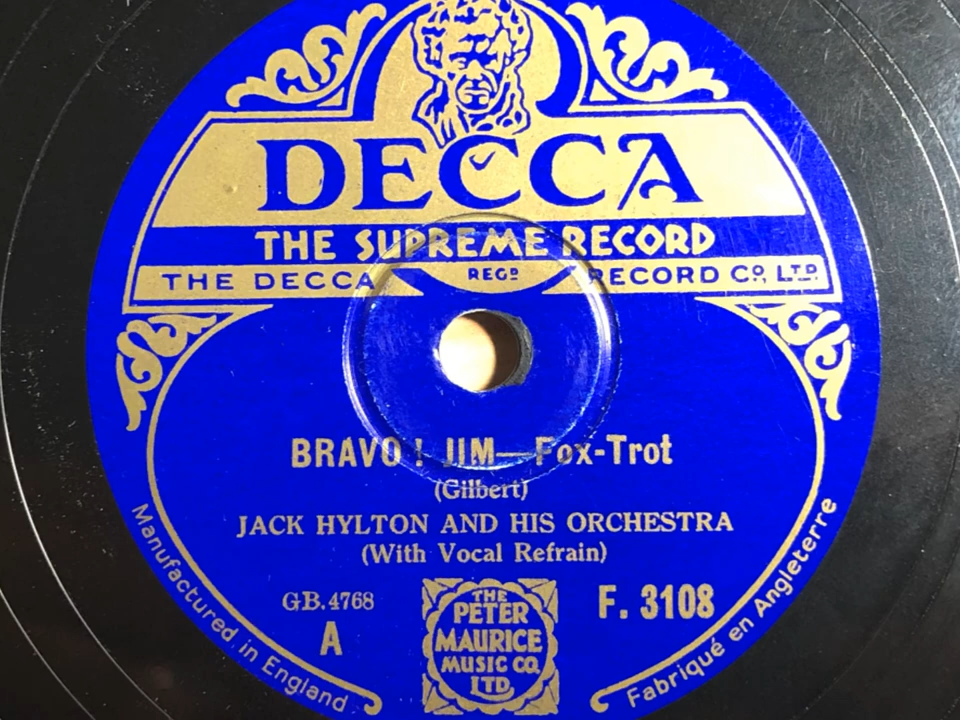 DECCA
THE SUPREME RECORD
THE DECCA REGD RECORD CO., LTD.
BRAVO! JIM—Fox-Trot
(Gilbert)
JACK HYLTON AND HIS ORCHESTRA
(With Vocal Refrain)
GB.4768
A
THE
PETER
MAURICE
MUSIC CO.
LTD.
F. 3108
Manufactured in England
Fabriqué en Angleterre